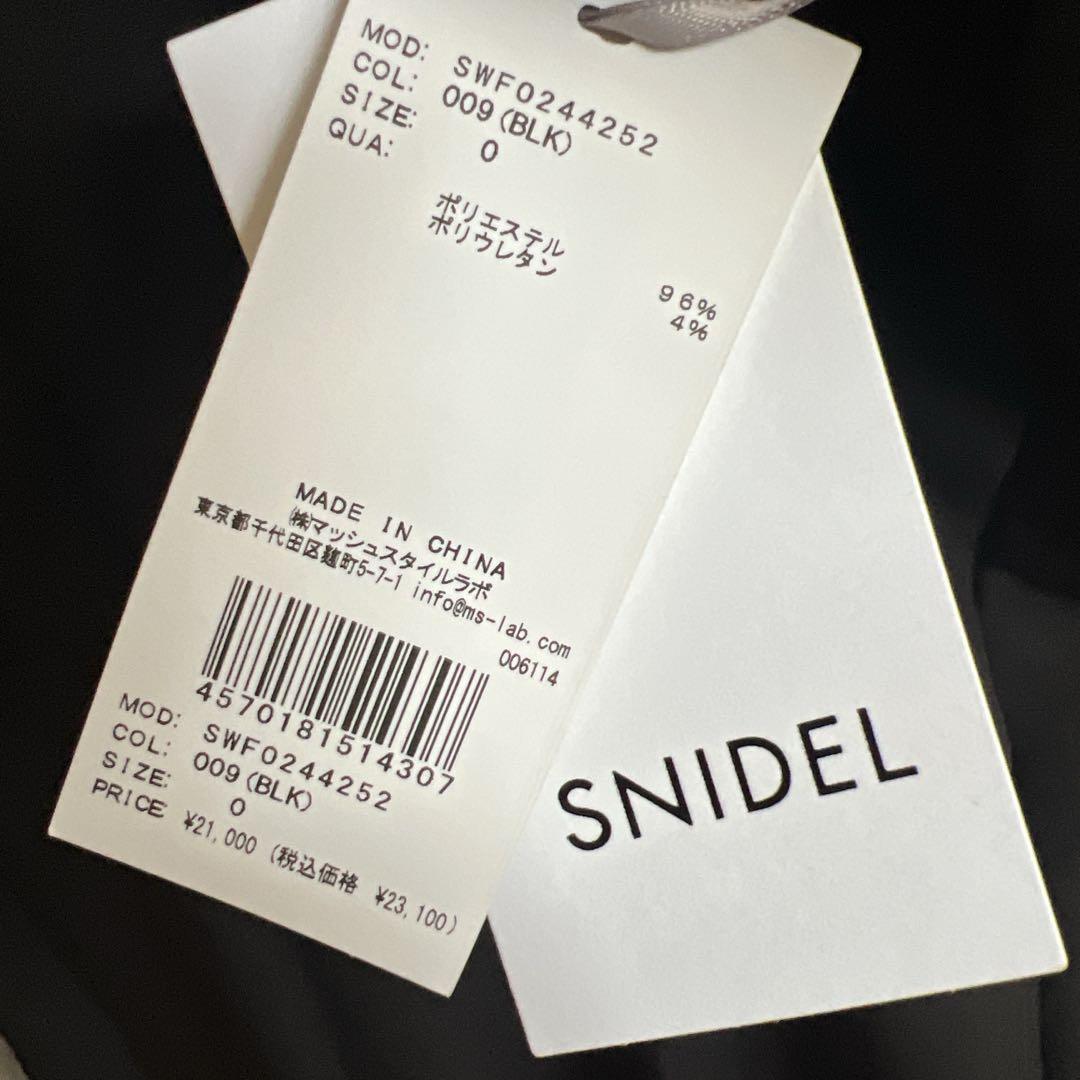 MOD: SWF0244252
COL: 009(BLK)
SIZE: 0
QUA:
ポリエステル 96%
ポリウレタン 4%
MADE IN CHINA
㈱マッシュスタイルラボ
東京都千代田区麹町5-7-1 info@ms-lab.com
006114
4570181514307
MOD: SWF0244252
COL: 009(BLK)
SIZE: 0
PRICE ¥21,000 (税込価格 ¥23,100)
SNIDEL